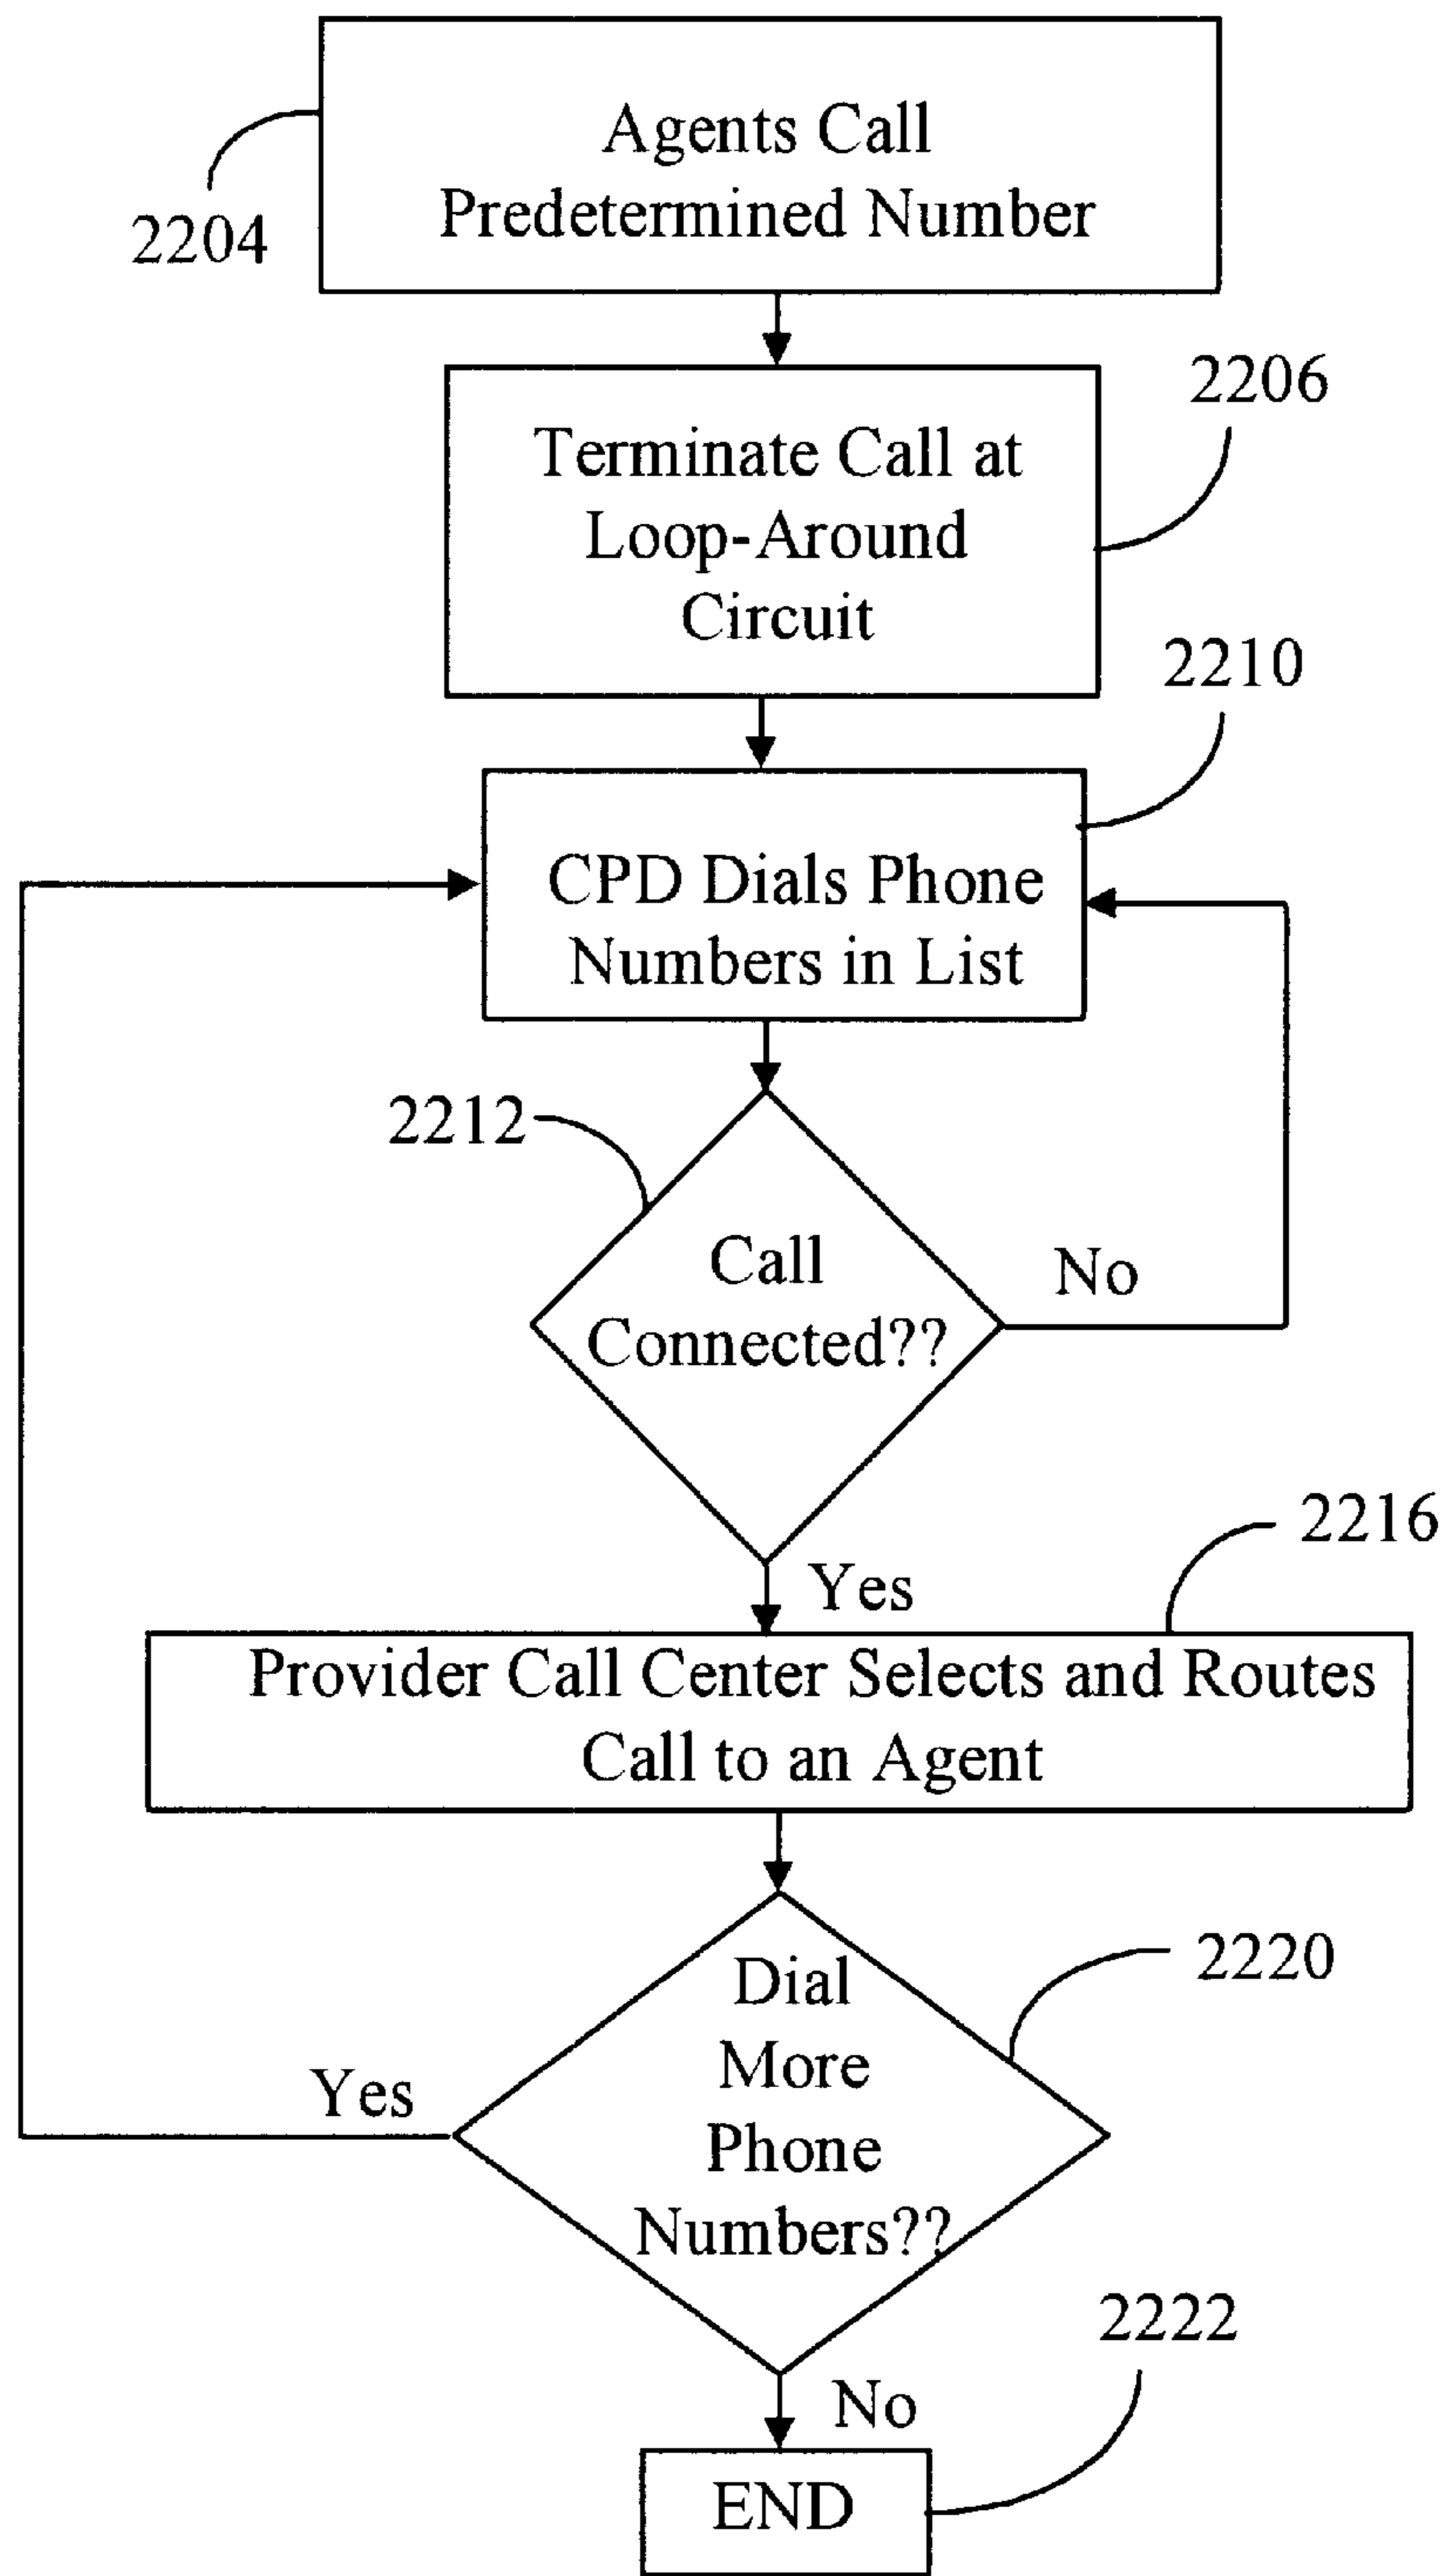 Agents Call
Predetermined Number
2204
2206
Terminate Call at
Loop-Around
Circuit
2210
CPD Dials Phone
Numbers in List
2212
Call
Connected??
No
2216
Yes
Provider Call Center Selects and Routes
Call to an Agent
2220
Dial
More
Phone
Numbers??
Yes
2222
No
END